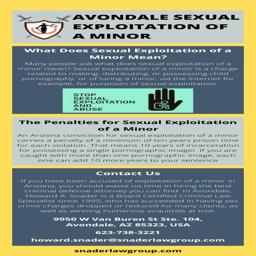 AVONDALE SEXUAL
EXPLOITATION OF
A MINOR
What Does Sexual Exploitation of a
Minor Mean?
Many people ask what does sexual exploitation of a
minor mean? Sexual exploitation of a minor is a charge
related to making, distributing, or possessing child
pornography, or of luring a minor, via the Internet for
example, for purposes of sexual exploitation.
STOP
SEXUAL
EXPLOITATION
AND
ABUSE
The Penalties for Sexual Exploitation
of a Minor
An Arizona conviction for sexual exploitation of a minor
carries a penalty of a minimum of ten years prison time
for each violation. That means 10 years of incarceration
for possessing a single pornographic image! If you are
caught with more than one pornographic image, each
one can add 10 more years to your sentence
Contact Us
If you have been accused of exploitation of a minor in
Arizona, you should waste no time in hiring the best
criminal defense attorney you can find. In Avondale,
Howard A. Snader is a Board Certified Criminal Law
Specialist since 1995, who has succeeded in having sex
crime charges dropped or reduced for many clients, as
well as winning numerous acquittals at trial.
9950 W Van Buren St Ste. 104,
Avondale, AZ 85323, USA
623-738-3221
howard.snader@snaderlawgroup.com
snaderlawgroup.com